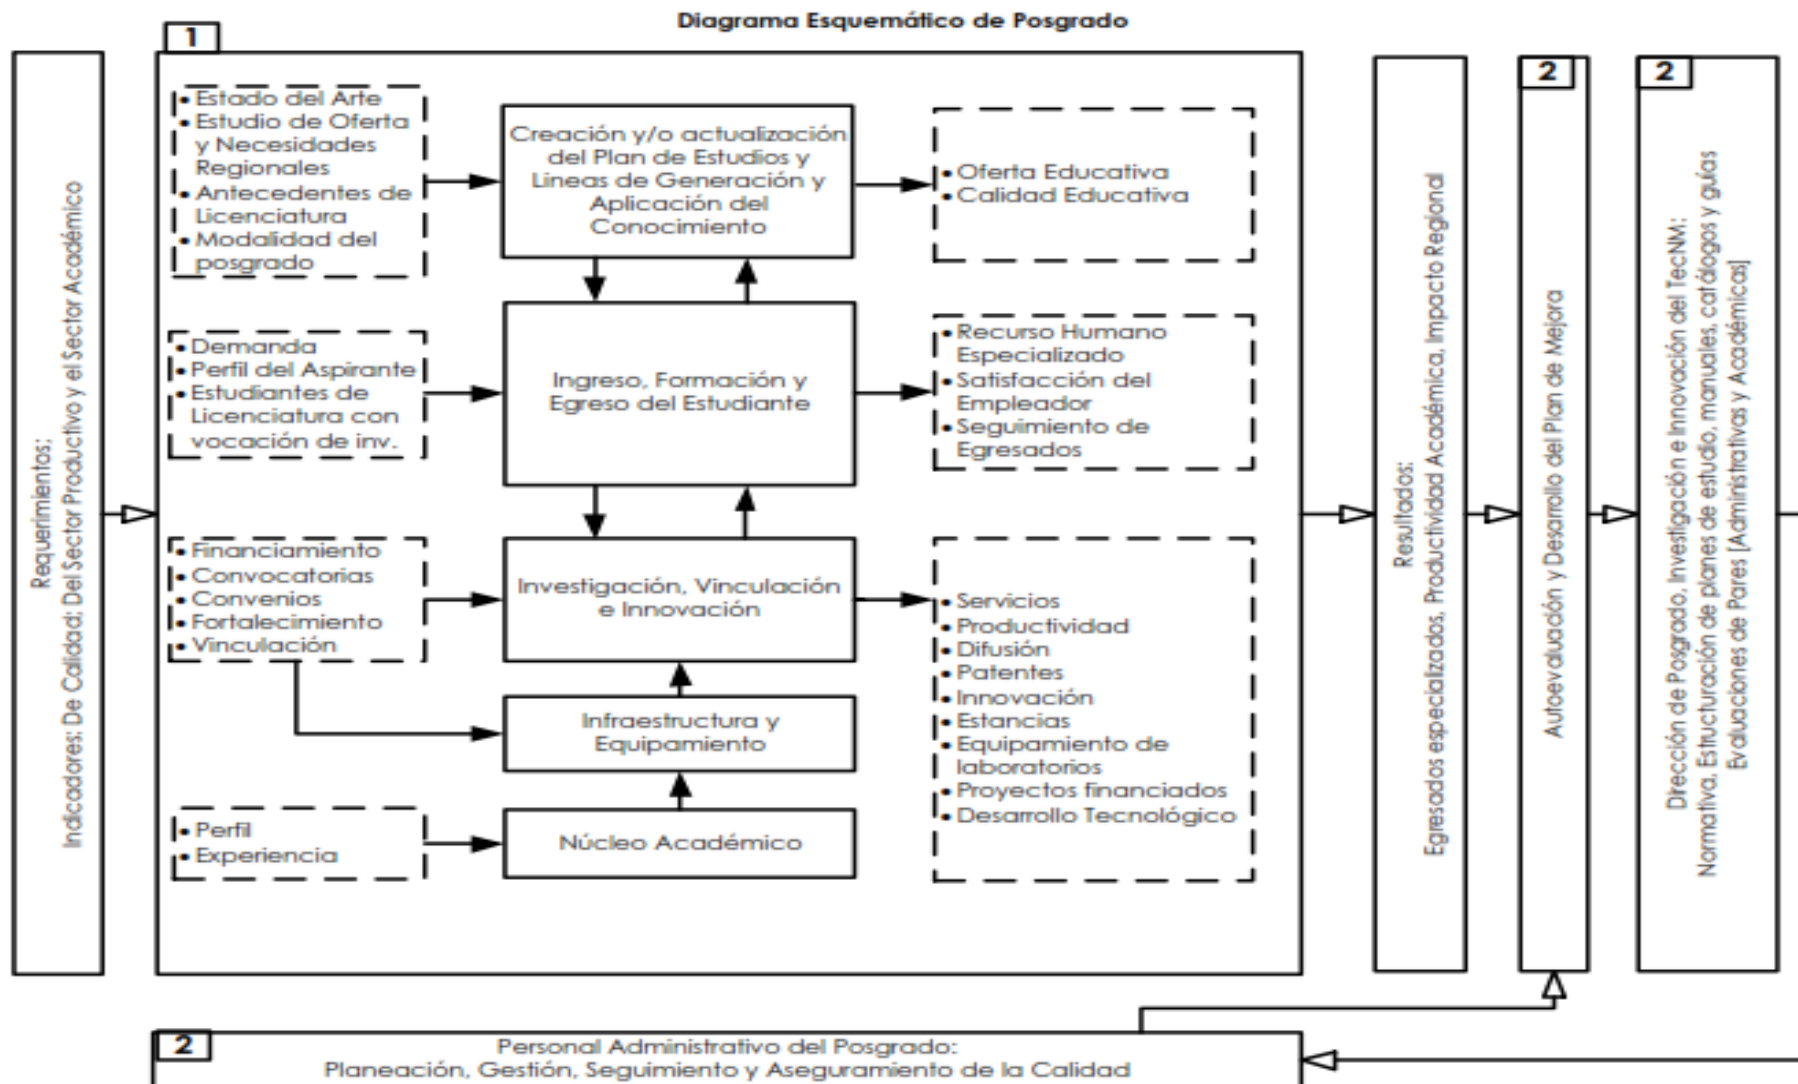 Diagrama Esquemático de Posgrado
Requerimientos:
Indicadores: De Calidad; Del Sector Productivo y el Sector Académico
1
• Estado del Arte
• Estudio de Oferta
y Necesidades
Regionales
• Antecedentes de
Licenciatura
• Modalidad del
posgrado
Creación y/o actualización
del Plan de Estudios y
Lineas de Generación y
Aplicación del
Conocimiento
• Oferta Educativa
• Calidad Educativa
• Demanda
• Perfil del Aspirante
• Estudiantes de
Licenciatura con
vocación de inv.
Ingreso, Formación y
Egreso del Estudiante
• Recurso Humano
Especializado
• Satisfacción del
Empleador
• Seguimiento de
Egresados
• Financiamiento
• Convocatorias
• Convenios
• Fortalecimiento
• Vinculación
Investigación, Vinculación
e Innovación
• Servicios
• Productividad
• Difusión
• Patentes
• Innovación
• Estancias
• Equipamiento de
laboratorios
• Proyectos financiados
• Desarrollo Tecnológico
Infraestructura y
Equipamiento
• Perfil
• Experiencia
Núcleo Académico
Resultados:
Egresados especializados, Productividad Académica, Impacto Regional
2
Autoevaluación y Desarrollo del Plan de Mejora
2
Dirección de Posgrado, Investigación e Innovación del TecNM:
Normativa, Estructuración de planes de estudio, manuales, catálogos y guías
Evaluaciones de Pares [Administrativas y Académicas]
2
Personal Administrativo del Posgrado:
Planeación, Gestión, Seguimiento y Aseguramiento de la Calidad